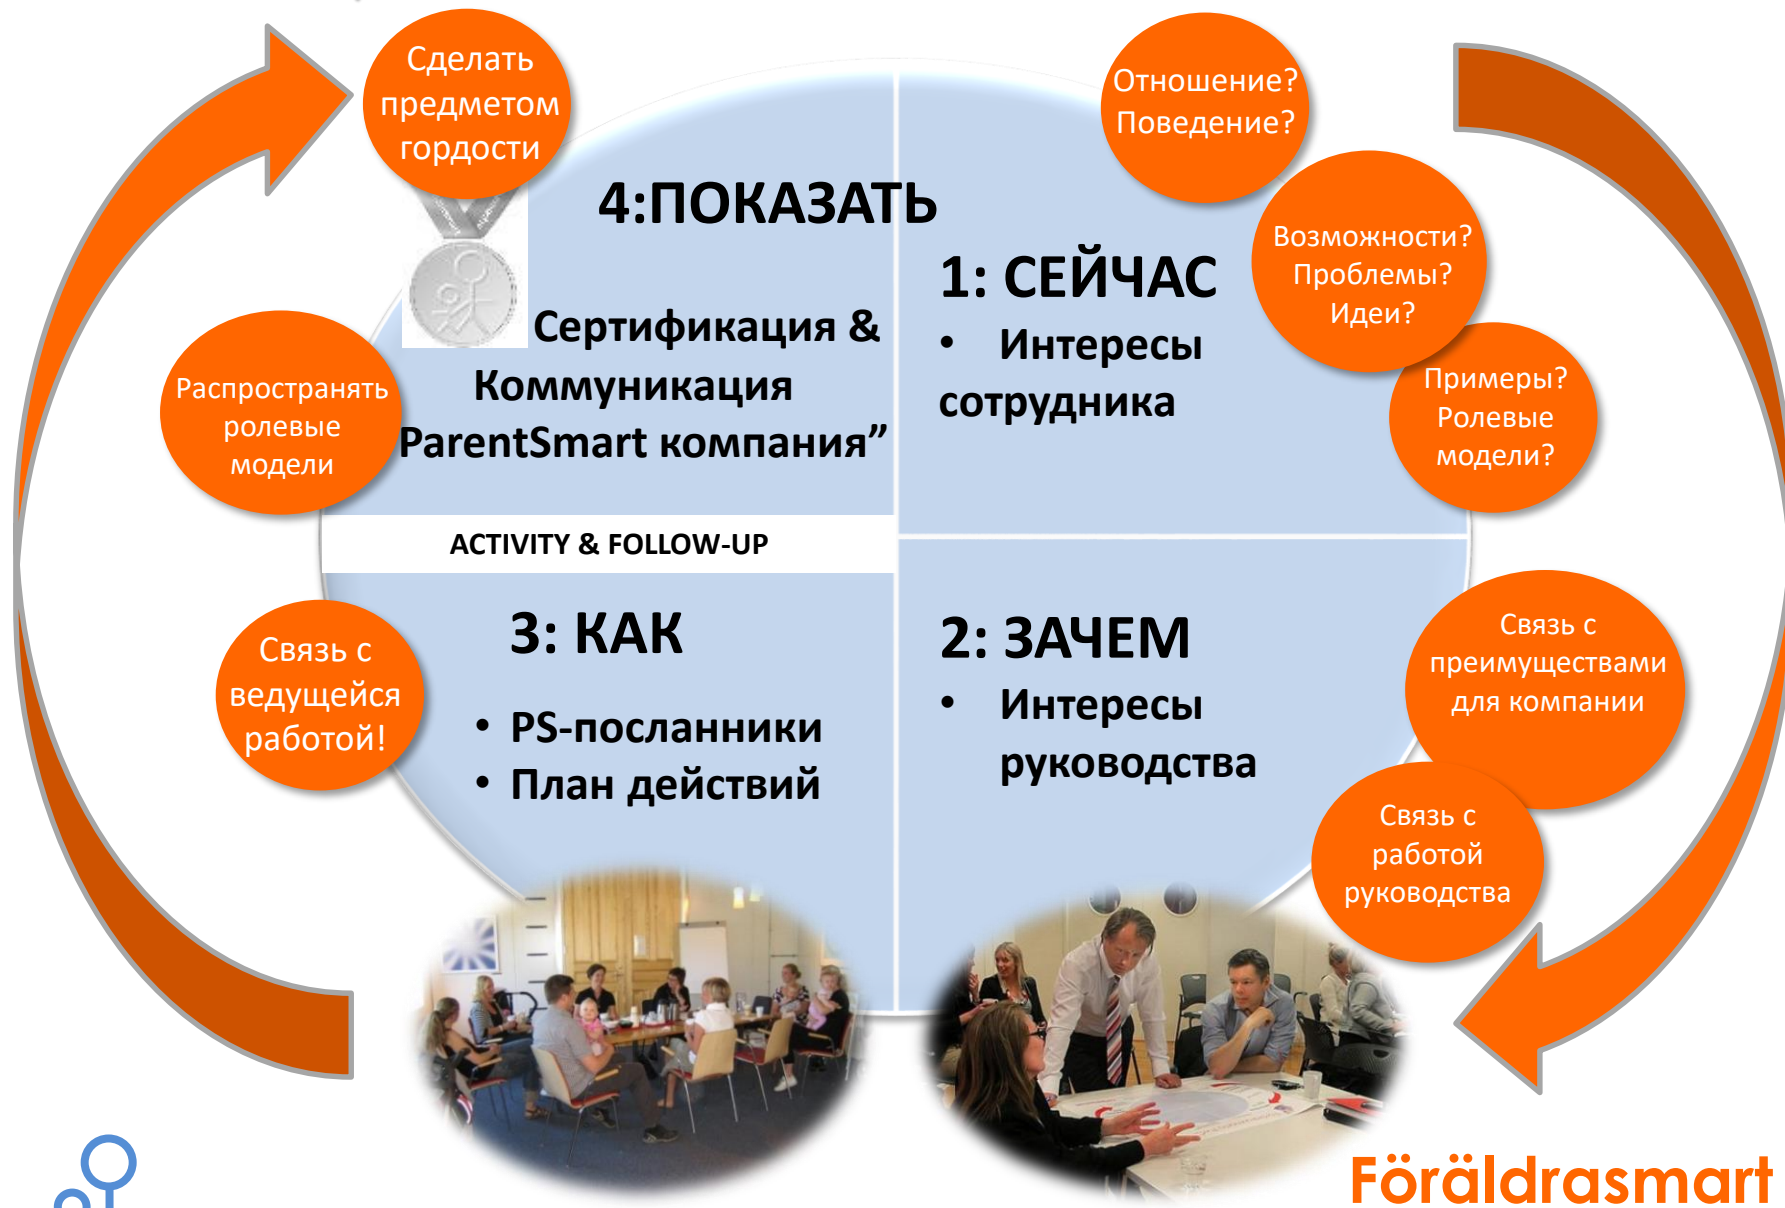 Сделать
предметом
гордости
4:ПОКАЗАТЬ
Сертификация &
Коммуникация
ParentSmart компания”
Распространять
ролевые
модели
Отношение?
Поведение?
Возможности?
Проблемы?
Идеи?
Примеры?
Ролевые
модели?
1: СЕЙЧАС
• Интересы
сотрудника
ACTIVITY & FOLLOW-UP
3: КАК
• PS-посланники
• План действий
Связь с
ведущейся
работой!
2: ЗАЧЕМ
• Интересы
руководства
Связь с
преимуществами
для компании
Связь с
работой
руководства
Föräldrasmart